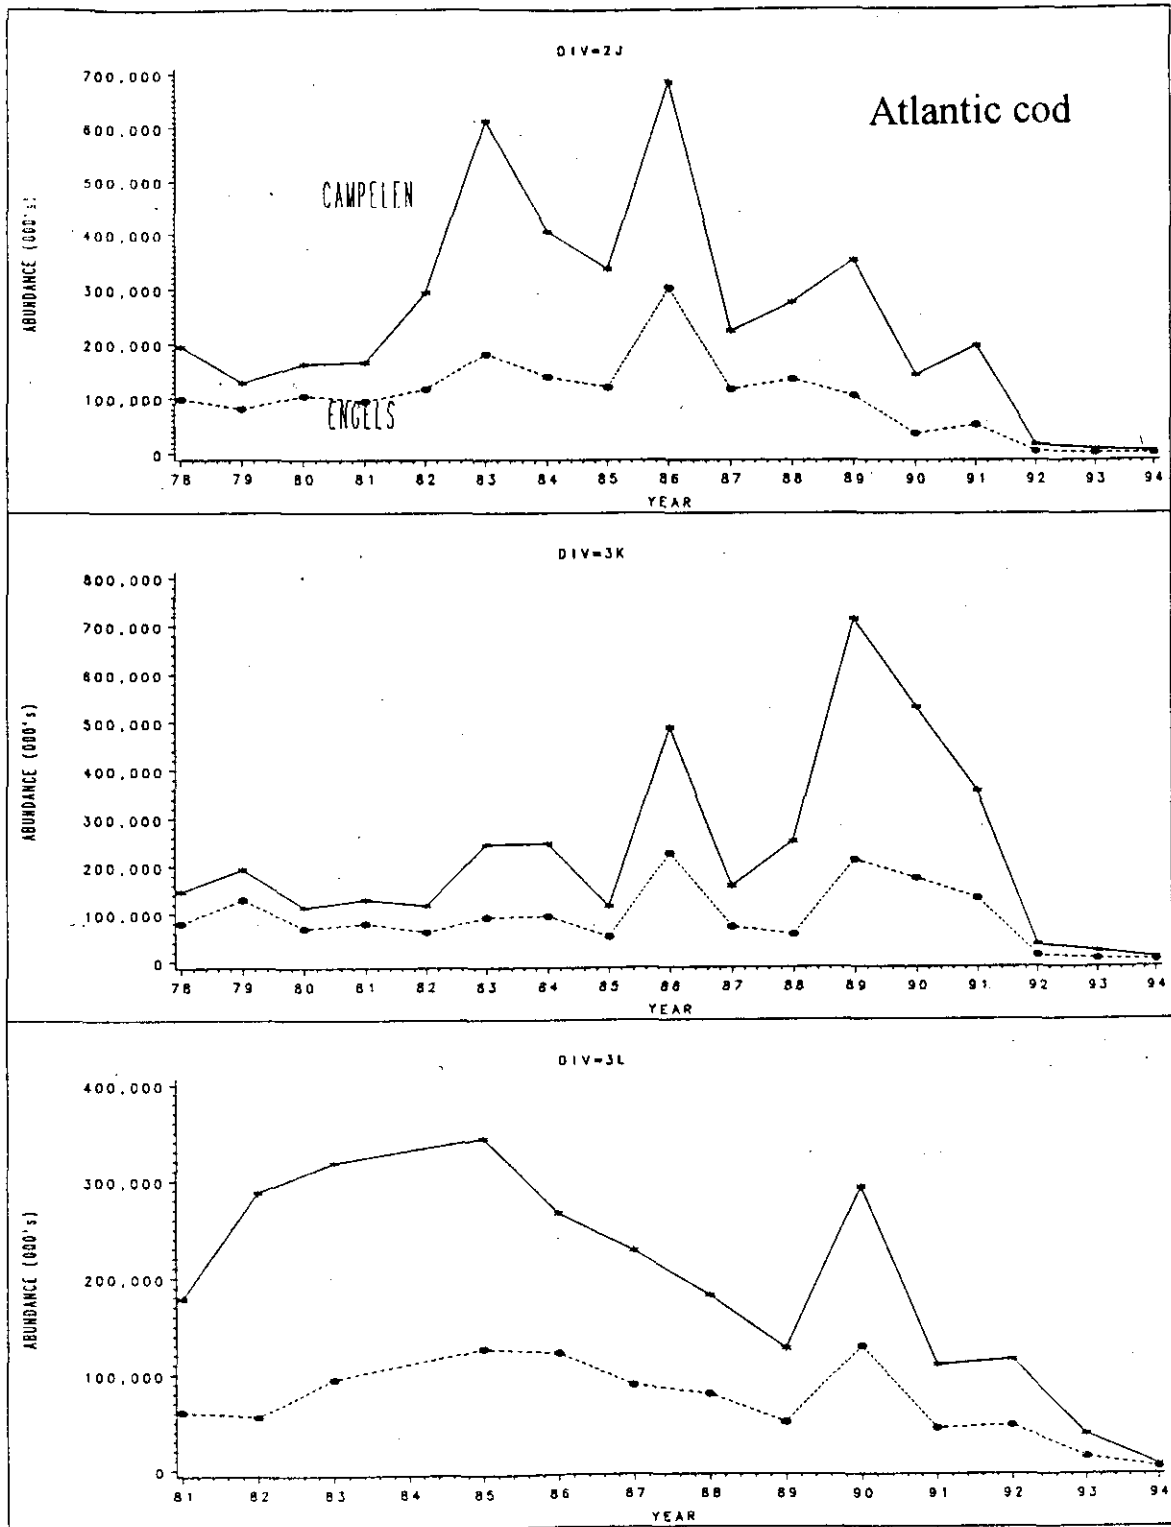 DIV=2J
Atlantic cod
700,000
600,000
500,000
400,000
300,000
200,000
100,000
0
ABUNDANCE (000's)
CAMPELEN
ENGELS
78 79 80 81 82 83 84 85 86 87 88 89 90 91 92 93 94
YEAR
DIV=3K
800,000
700,000
600,000
500,000
400,000
300,000
200,000
100,000
0
ABUNDANCE (000's)
78 79 80 81 82 83 84 85 86 87 88 89 90 91 92 93 94
YEAR
DIV=3L
400,000
300,000
200,000
100,000
0
ABUNDANCE (000's)
81 82 83 84 85 86 87 88 89 90 91 92 93 94
YEAR